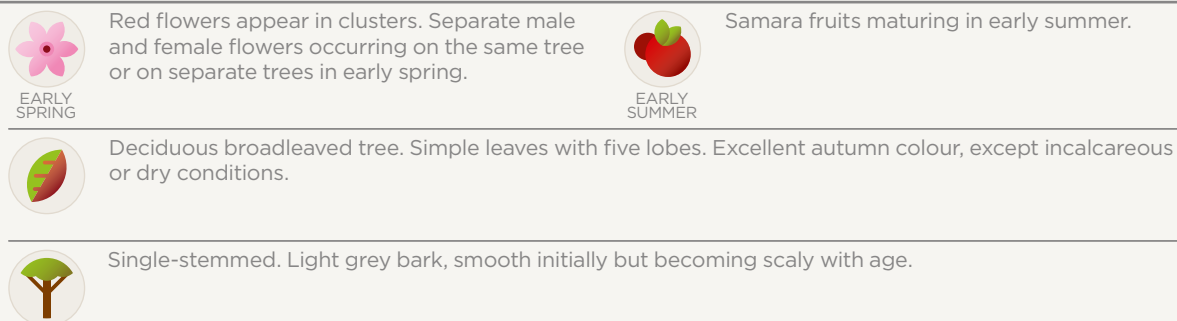 Red flowers appear in clusters. Separate male
and female flowers occurring on the same tree
or on separate trees in early spring.
EARLY
SPRING
Samara fruits maturing in early summer.
EARLY
SUMMER
Deciduous broadleaved tree. Simple leaves with five lobes. Excellent autumn colour, except incalcareous
or dry conditions.
Single-stemmed. Light grey bark, smooth initially but becoming scaly with age.